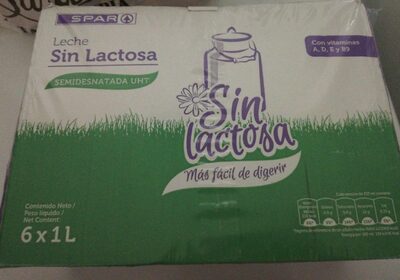 SPAR
Leche
Sin Lactosa
SEMIDESNATADA UHT
Con vitaminas
A, D, E y B9
Sin
lactosa
Más fácil de digerir
Contenido Neto /
Peso líquido /
Net Content:
6 x 1L